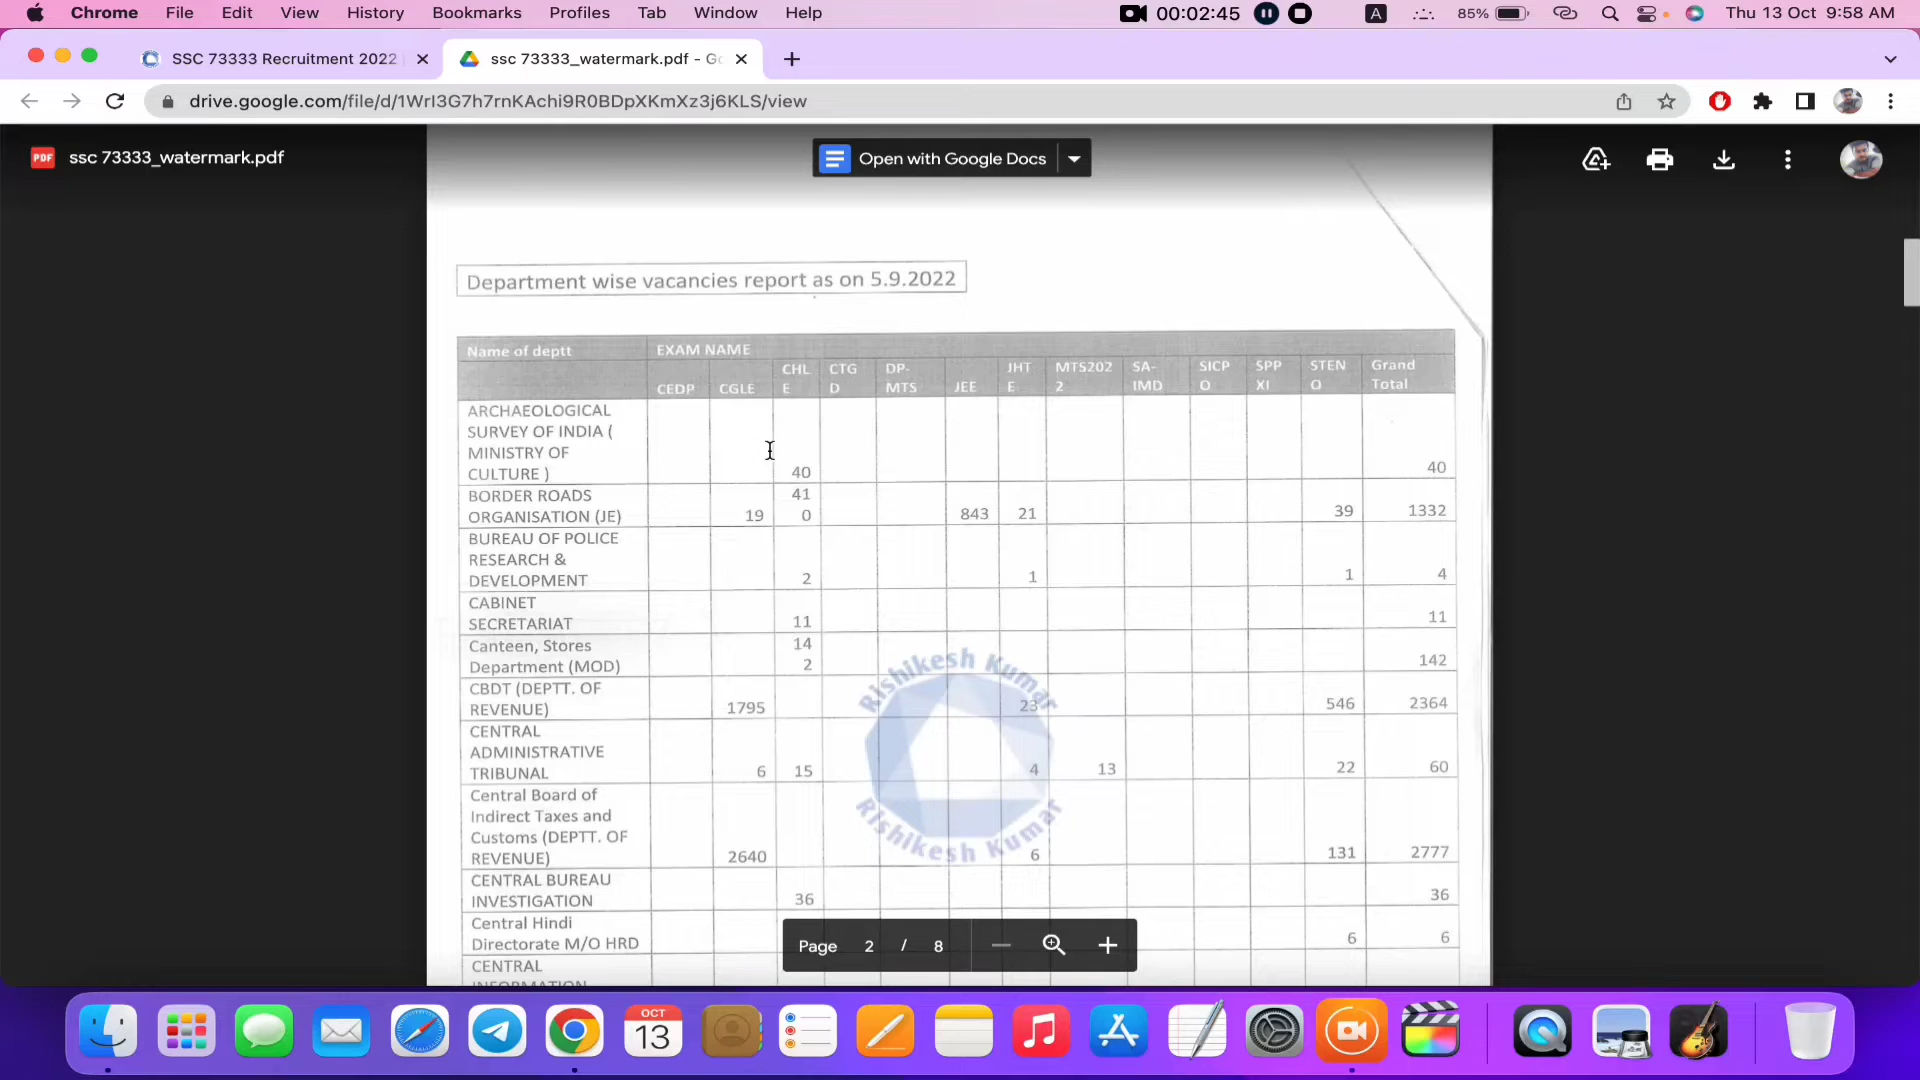 Chrome File Edit View History Bookmarks Profiles Tab Window Help 00:02:45 A 85% Thu 13 Oct 9:58 AM
SSC 73333 Recruitment 2022 ssc 73333_watermark.pdf - Go
drive.google.com/file/d/1WrI3G7h7rnKAchi9R0BDpXKmXz3j6KLS/view
PDF ssc 73333_watermark.pdf Open with Google Docs
Department wise vacancies report as on 5.9.2022
Name of deptt EXAM NAME
CEDP CGLE CHL E CTG D DP- MTS JEE JHT E MTS202 2 SA- IMD SICP O SPP XI STEN O Grand Total
ARCHAEOLOGICAL
SURVEY OF INDIA (
MINISTRY OF
CULTURE ) 40 40
BORDER ROADS 41
ORGANISATION (JE) 19 0 843 21 39 1332
BUREAU OF POLICE
RESEARCH &
DEVELOPMENT 2 1 1 4
CABINET
SECRETARIAT 11 11
Canteen, Stores 14
Department (MOD) 2 142
CBDT (DEPTT. OF
REVENUE) 1795 23 546 2364
CENTRAL
ADMINISTRATIVE
TRIBUNAL 6 15 4 13 22 60
Central Board of
Indirect Taxes and
Customs (DEPTT. OF
REVENUE) 2640 6 131 2777
CENTRAL BUREAU
INVESTIGATION 36 36
Central Hindi
Directorate M/O HRD 6 6
CENTRAL
Rishikesh Kumar
Rishikesh Kumar
Page 2 / 8
OCT
13